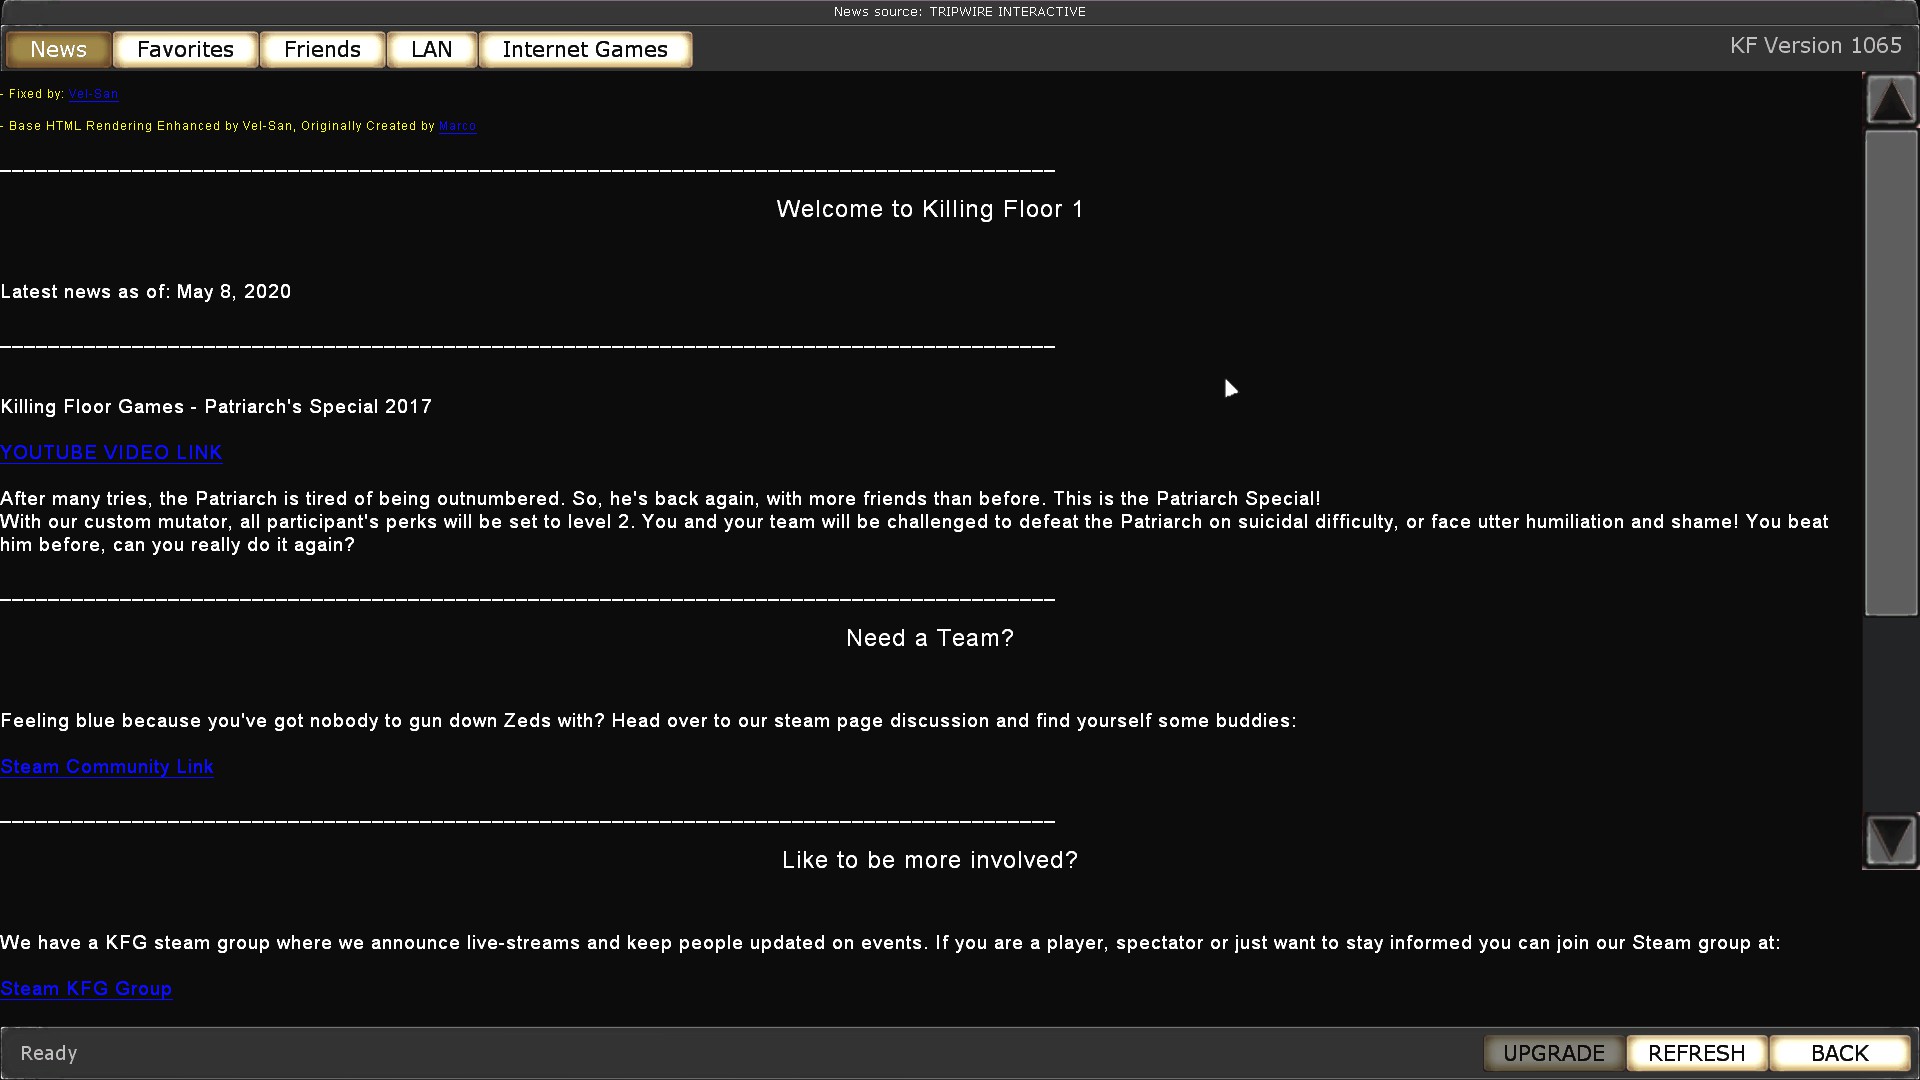 News source: TRIPWIRE INTERACTIVE
News
Favorites
Friends
LAN
Internet Games
KF Version 1065
- Fixed by: Vel-San
- Base HTML Rendering Enhanced by Vel-San, Originally Created by Marco
Welcome to Killing Floor 1
Latest news as of: May 8, 2020
Killing Floor Games - Patriarch's Special 2017
YOUTUBE VIDEO LINK
After many tries, the Patriarch is tired of being outnumbered. So, he's back again, with more friends than before. This is the Patriarch Special!
With our custom mutator, all participant's perks will be set to level 2. You and your team will be challenged to defeat the Patriarch on suicidal difficulty, or face utter humiliation and shame! You beat
him before, can you really do it again?
Need a Team?
Feeling blue because you've got nobody to gun down Zeds with? Head over to our steam page discussion and find yourself some buddies:
Steam Community Link
Like to be more involved?
We have a KFG steam group where we announce live-streams and keep people updated on events. If you are a player, spectator or just want to stay informed you can join our Steam group at:
Steam KFG Group
Ready
UPGRADE
REFRESH
BACK